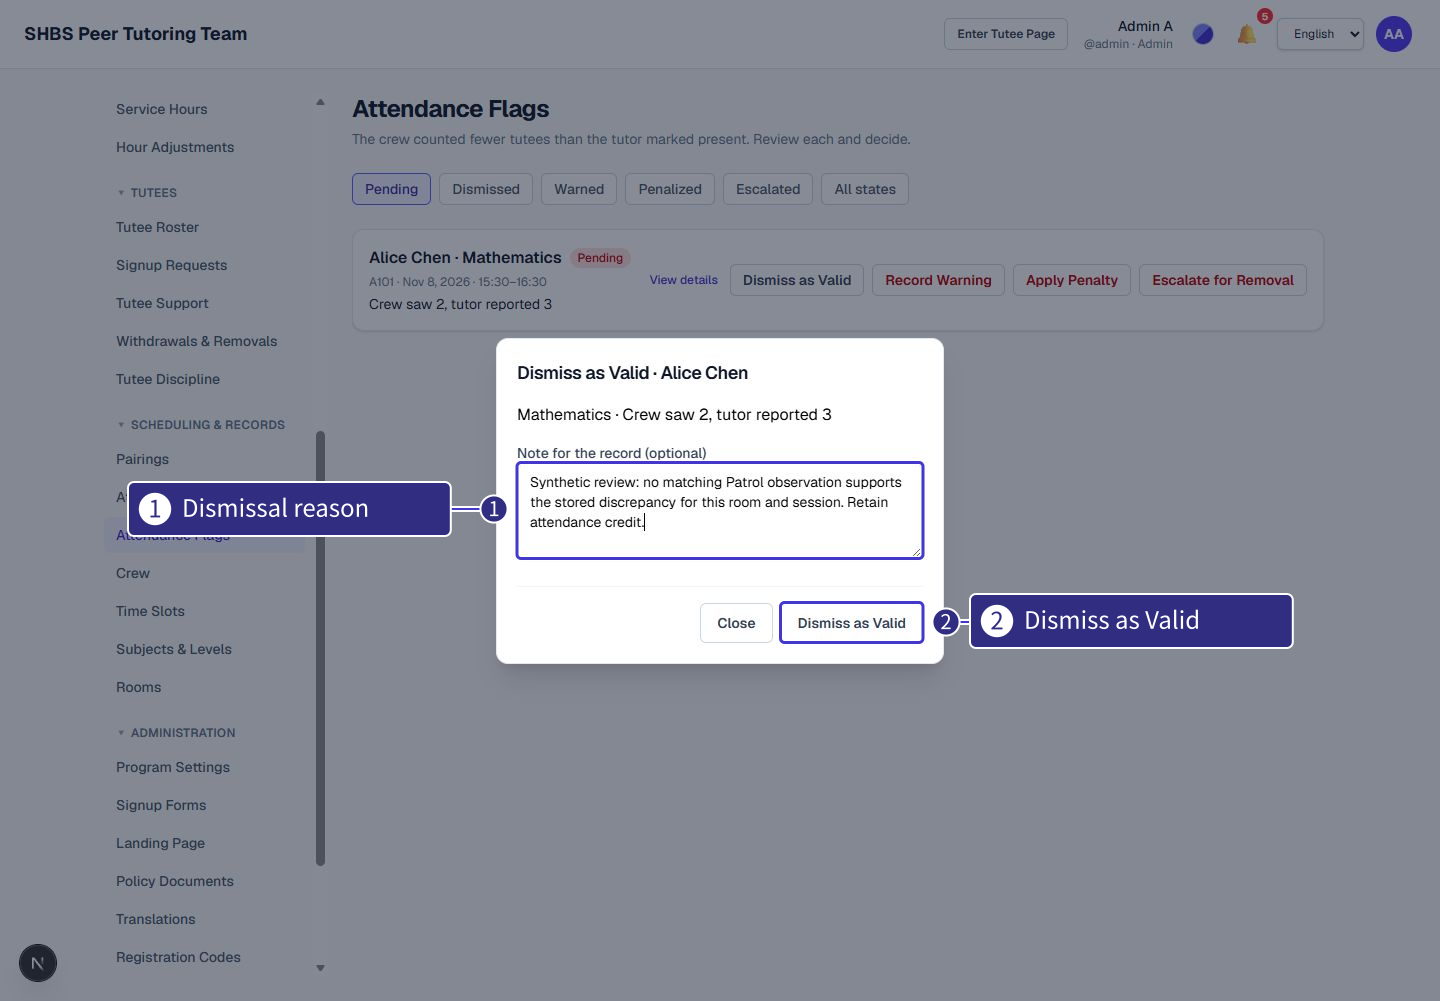 SHBS Peer Tutoring Team
Enter Tutee Page
Admin A
@admin · Admin
5
English
AA
Service Hours
Hour Adjustments
TUTEES
Tutee Roster
Signup Requests
Tutee Support
Withdrawals & Removals
Tutee Discipline
SCHEDULING & RECORDS
Pairings
Attendance Flags
Crew
Time Slots
Subjects & Levels
Rooms
ADMINISTRATION
Program Settings
Signup Forms
Landing Page
Policy Documents
Translations
Registration Codes
N
Attendance Flags
The crew counted fewer tutees than the tutor marked present. Review each and decide.
Pending
Dismissed
Warned
Penalized
Escalated
All states
Alice Chen · Mathematics
Pending
A101 · Nov 8, 2026 · 15:30–16:30
Crew saw 2, tutor reported 3
View details
Dismiss as Valid
Record Warning
Apply Penalty
Escalate for Removal
Dismiss as Valid · Alice Chen
Mathematics · Crew saw 2, tutor reported 3
Note for the record (optional)
Synthetic review: no matching Patrol observation supports
the stored discrepancy for this room and session. Retain
attendance credit.
Close
Dismiss as Valid
1 Dismissal reason
1
2
2 Dismiss as Valid